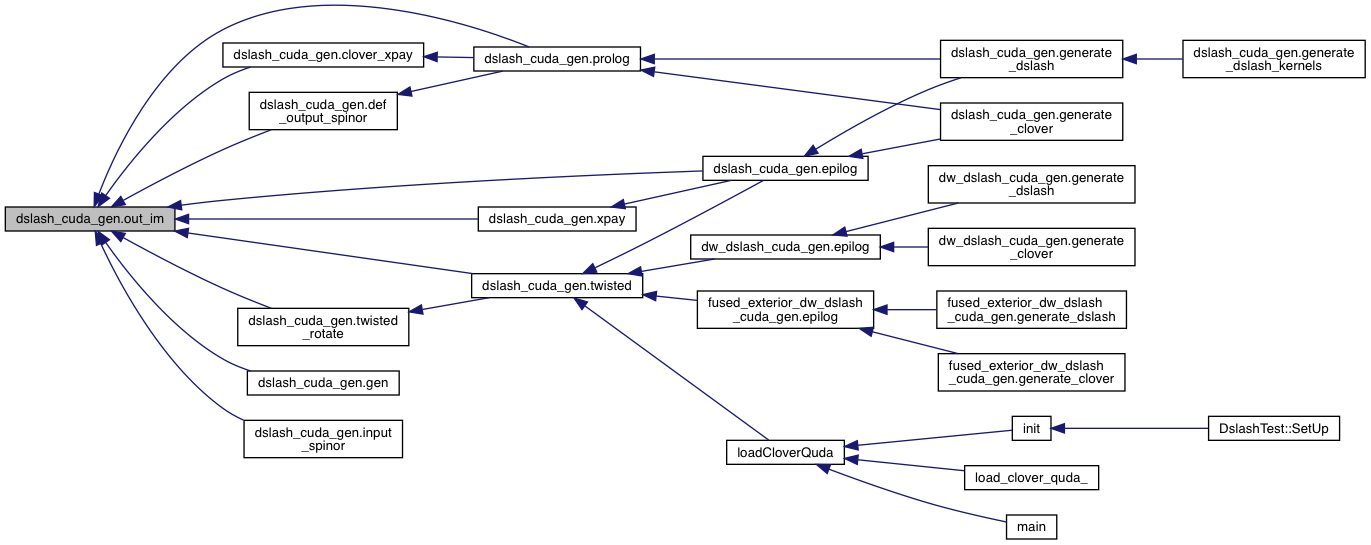 dslash_cuda_gen.out_im
dslash_cuda_gen.clover_xpay
dslash_cuda_gen.def
_output_spinor
dslash_cuda_gen.prolog
dslash_cuda_gen.generate
_dslash
dslash_cuda_gen.generate
_dslash_kernels
dslash_cuda_gen.generate
_clover
dslash_cuda_gen.epilog
dslash_cuda_gen.xpay
dw_dslash_cuda_gen.generate
_dslash
dw_dslash_cuda_gen.epilog
dw_dslash_cuda_gen.generate
_clover
dslash_cuda_gen.twisted
dslash_cuda_gen.twisted
_rotate
fused_exterior_dw_dslash
_cuda_gen.epilog
fused_exterior_dw_dslash
_cuda_gen.generate_dslash
fused_exterior_dw_dslash
_cuda_gen.generate_clover
dslash_cuda_gen.gen
dslash_cuda_gen.input
_spinor
loadCloverQuda
init
DslashTest::SetUp
load_clover_quda_
main